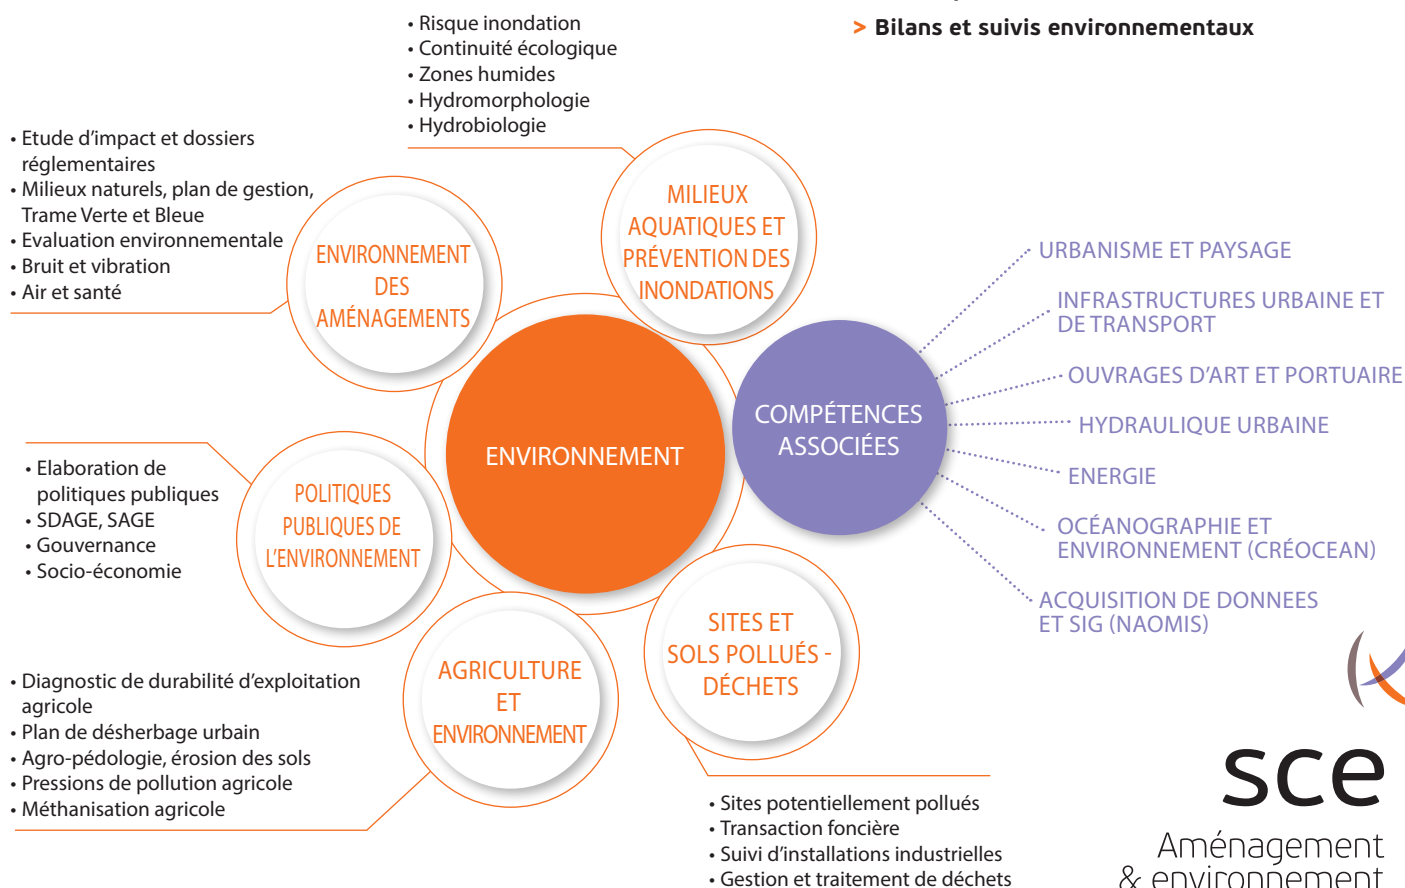 • Risque inondation
• Continuité écologique
• Zones humides
• Hydromorphologie
• Hydrobiologie
> Bilans et suivis environnementaux
• Etude d’impact et dossiers
réglementaires
• Milieux naturels, plan de gestion,
Trame Verte et Bleue
• Evaluation environnementale
• Bruit et vibration
• Air et santé
ENVIRONNEMENT
DES
AMÉNAGEMENTS
MILIEUX
AQUATIQUES ET
PRÉVENTION DES
INONDATIONS
ENVIRONNEMENT
COMPÉTENCES
ASSOCIÉES
URBANISME ET PAYSAGE
INFRASTRUCTURES URBAINE ET
DE TRANSPORT
OUVRAGES D’ART ET PORTUAIRE
HYDRAULIQUE URBAINE
ENERGIE
OCÉANOGRAPHIE ET
ENVIRONNEMENT (CRÉOCEAN)
ACQUISITION DE DONNEES
ET SIG (NAOMIS)
• Elaboration de
politiques publiques
• SDAGE, SAGE
• Gouvernance
• Socio-économie
POLITIQUES
PUBLIQUES DE
L’ENVIRONNEMENT
• Diagnostic de durabilité d’exploitation
agricole
• Plan de désherbage urbain
• Agro-pédologie, érosion des sols
• Pressions de pollution agricole
• Méthanisation agricole
AGRICULTURE
ET
ENVIRONNEMENT
SITES ET
SOLS POLLUÉS -
DÉCHETS
• Sites potentiellement pollués
• Transaction foncière
• Suivi d’installations industrielles
• Gestion et traitement de déchets
sce
Aménagement
& environnement